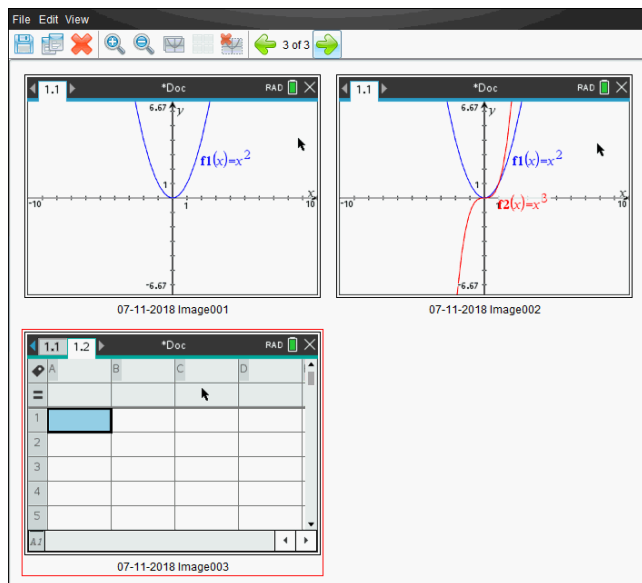 File Edit View
3 of 3
1.1 *Doc RAD
6.67 y
f1(x)=x²
1
x
-10 1 10
-6.67
07-11-2018 Image001
1.1 *Doc RAD
6.67 y
f1(x)=x²
1
x
f2(x)=x³
-10 10
-6.67
07-11-2018 Image002
1.1 1.2 *Doc RAD
A B C D
=
1
2
3
4
5
A1
07-11-2018 Image003